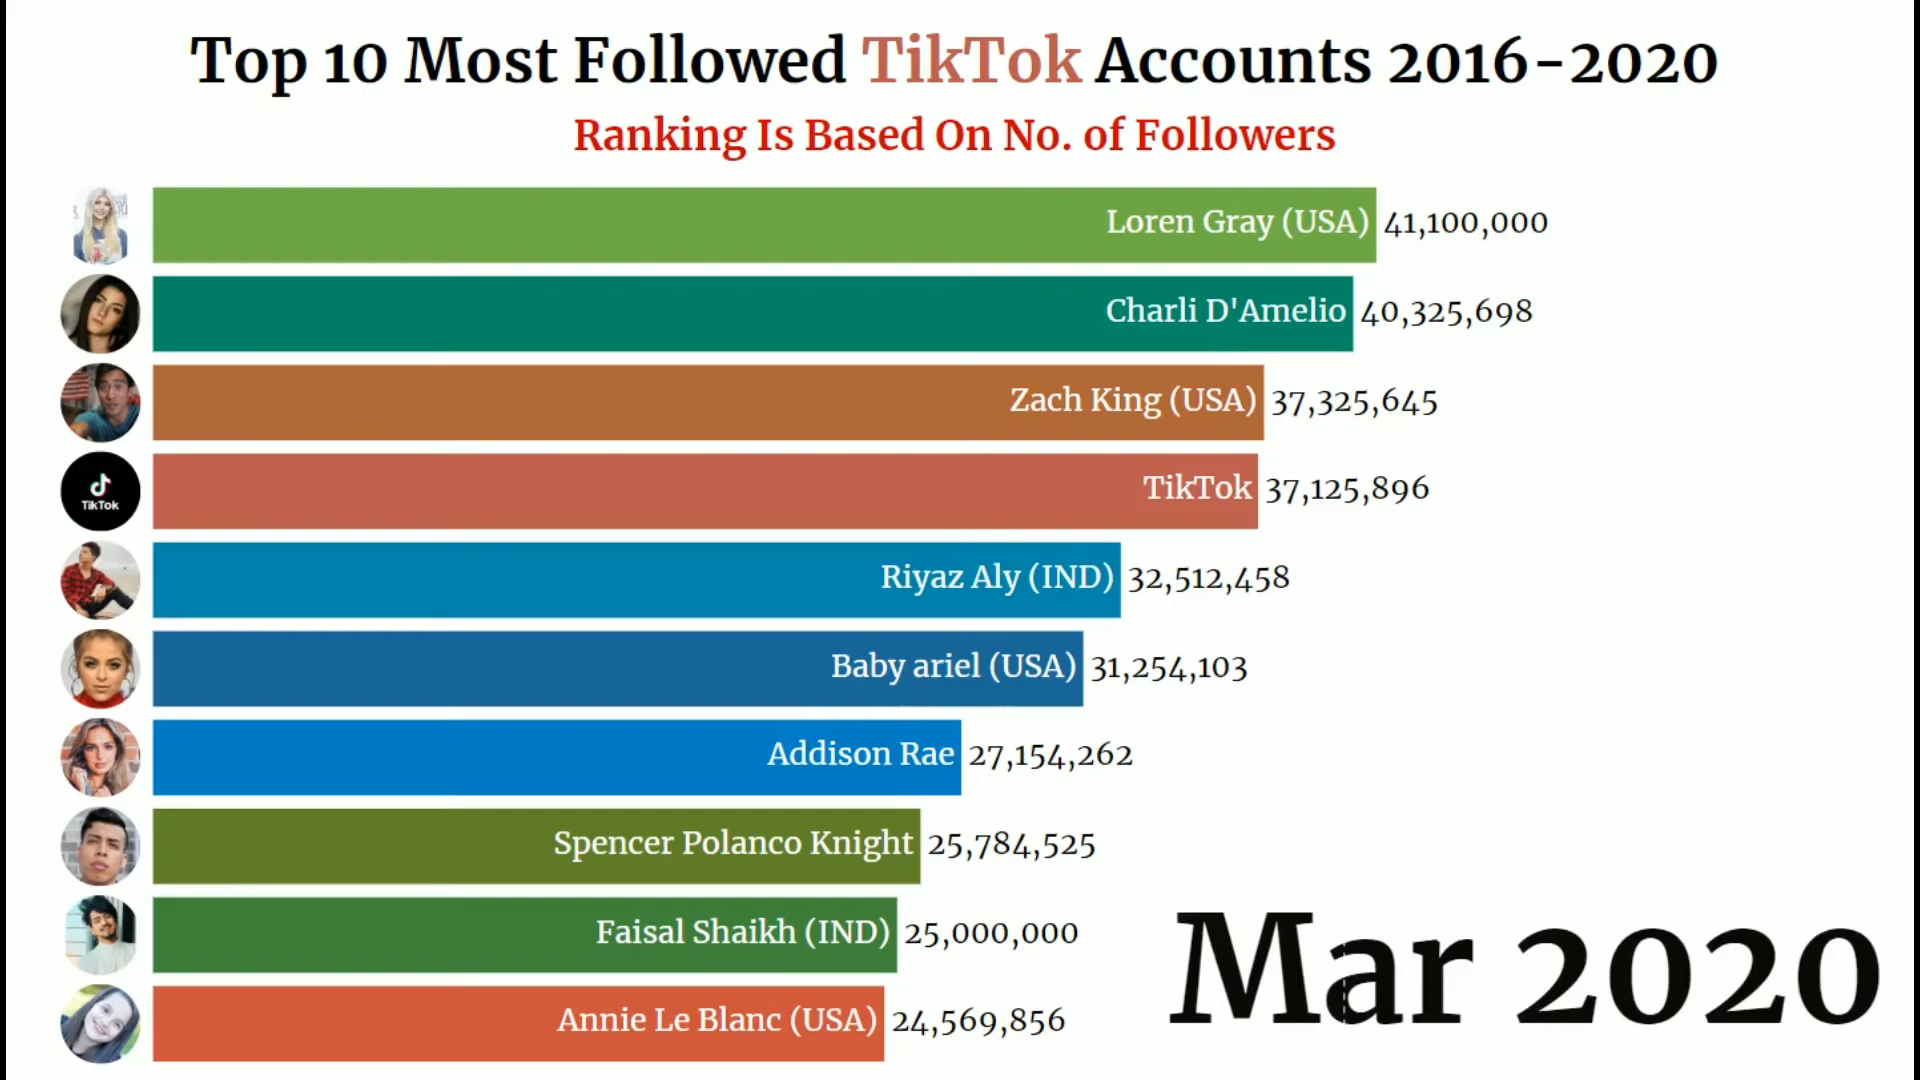 Top 10 Most Followed TikTok Accounts 2016-2020
Ranking Is Based On No. of Followers
Loren Gray (USA) 41,100,000
Charli D'Amelio 40,325,698
Zach King (USA) 37,325,645
TikTok
TikTok 37,125,896
Riyaz Aly (IND) 32,512,458
Baby ariel (USA) 31,254,103
Addison Rae 27,154,262
Spencer Polanco Knight 25,784,525
Faisal Shaikh (IND) 25,000,000
Annie Le Blanc (USA) 24,569,856
Mar 2020